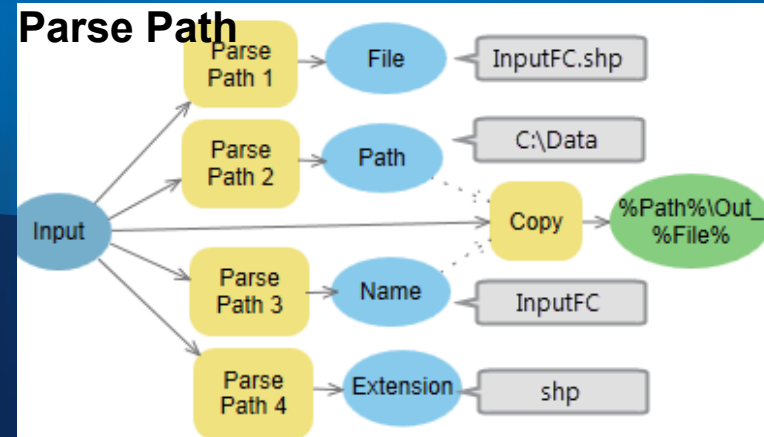 Parse Path
Parse
Path 1
File
InputFC.shp
Parse
Path 2
Path
C:\Data
Input
Copy
%Path%\Out_
%File%
Parse
Path 3
Name
InputFC
Parse
Path 4
Extension
shp